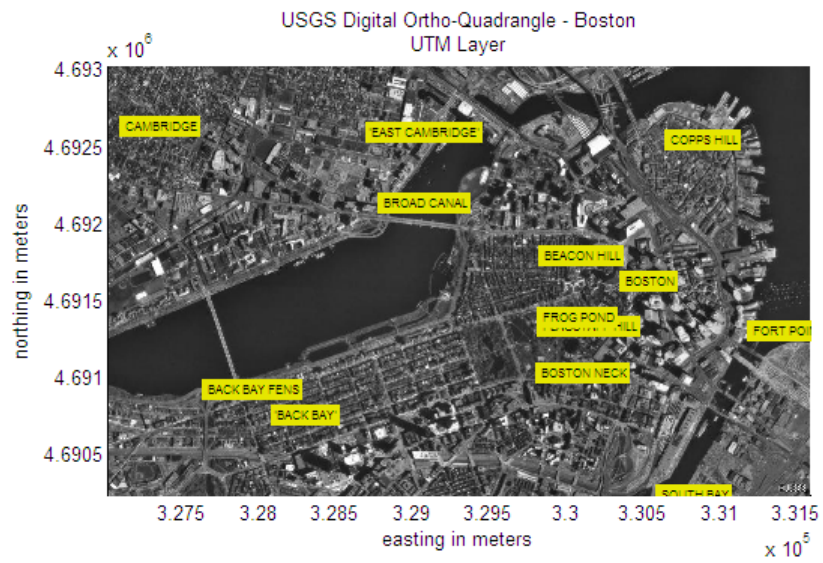 USGS Digital Ortho-Quadrangle - Boston
UTM Layer
x 10^6
4.693
4.6925
4.692
4.6915
4.691
4.6905
northing in meters
CAMBRIDGE
'EAST CAMBRIDGE'
COPPS HILL
BROAD CANAL
BEACON HILL
BOSTON
FROG POND
HILL
FORT POIN
BOSTON NECK
BACK BAY FENS
'BACK BAY'
SOUTH BAY
3.275 3.28 3.285 3.29 3.295 3.3 3.305 3.31 3.315
easting in meters
x 10^5